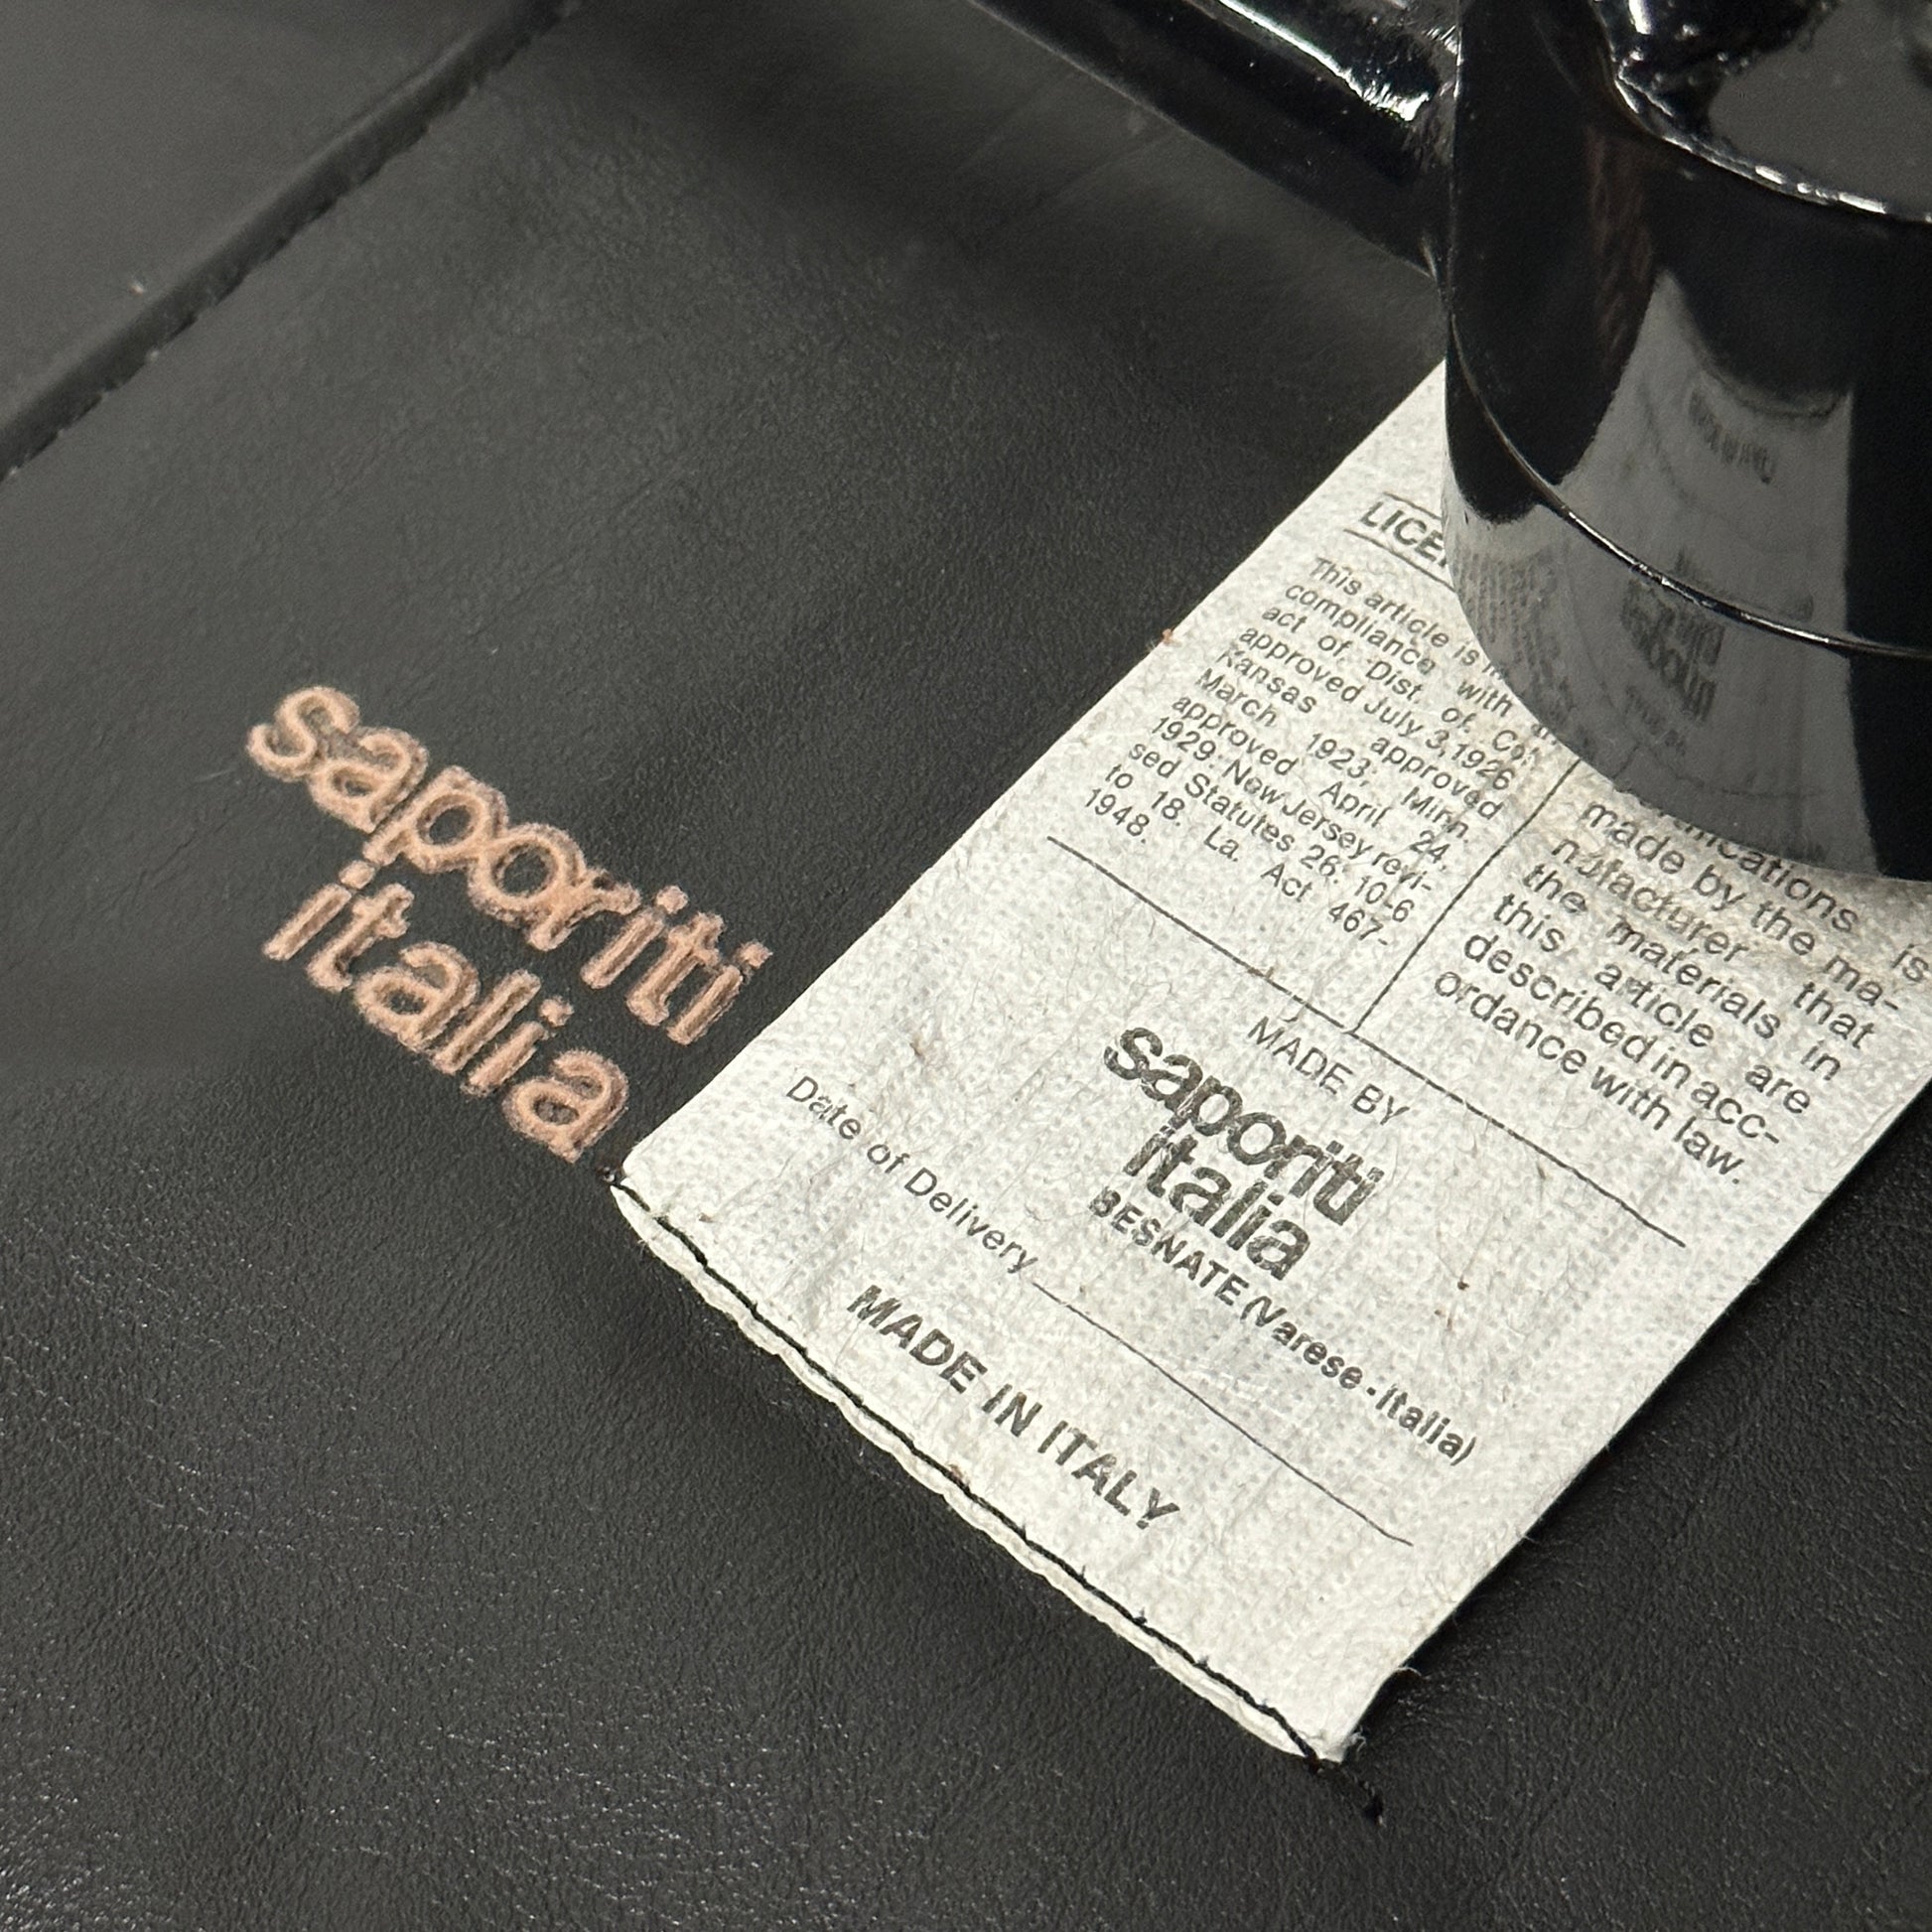 saporiti
italia
LICE
This article is
compliance with
act of. Dist. of. Co
approved July 3, 1926
Kansas approved
March 1923; Minn.
approved April 24,
1929 New Jersey revi-
sed Statutes 26: 10-6
to 18. La. Act 467-
1948.
is
made by the ma-
nufacturer that
the materials in
this article are
described in acc-
ordance with law.
MADE BY
saporiti
italia
BESNATE (Varese - Italia)
Date of Delivery
MADE IN ITALY